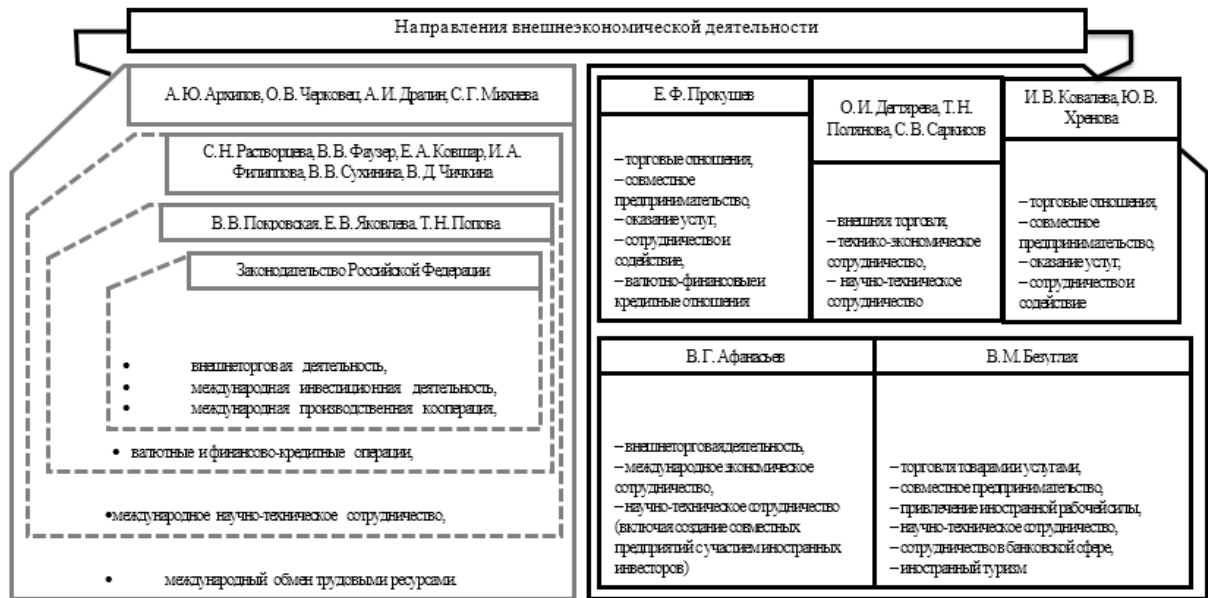 Направления внешнеэкономической деятельности
А. Ю. Архипов, О. В. Черковец, А. И. Дралин, С. Г. Михнева
С. Н. Растворцева, В. В. Фаузер, Е. А. Ковшар, И. А.
Филиппова, В. В. Сухинина, В. Д. Чичкина
В. В. Покровская, Е. В. Яковлева, Т. Н. Попова
Законодательство Российской Федерации
• внешнеторговая деятельность,
• международная инвестиционная деятельность,
• международная производственная кооперация,
• валютные и финансово-кредитные операции,
•международное научно-техническое сотрудничество,
• международный обмен трудовыми ресурсами.
Е. Ф. Прокушев
– торговые отношения,
– совместное
предпринимательство,
– оказание услуг,
– сотрудничество и
содействие,
– валютно-финансовые и
кредитные отношения
О. И. Дегтярева, Т. Н.
Полянова, С. В. Саркисов
– внешняя торговля,
– технико-экономическое
сотрудничество,
– научно-техническое
сотрудничество
И. В. Ковалева, Ю. В.
Хренова
– торговые отношения,
– совместное
предпринимательство,
– оказание услуг,
– сотрудничество и
содействие
В. Г. Афанасьев
– внешнеторговая деятельность,
– международное экономическое
сотрудничество,
– научно-техническое сотрудничество
(включая создание совместных
предприятий с участием иностранных
инвесторов)
В. М. Безуглая
– торговля товарами и услугами,
– совместное предпринимательство,
– привлечение иностранной рабочей силы,
– научно-техническое сотрудничество,
– сотрудничество в банковской сфере,
– иностранный туризм